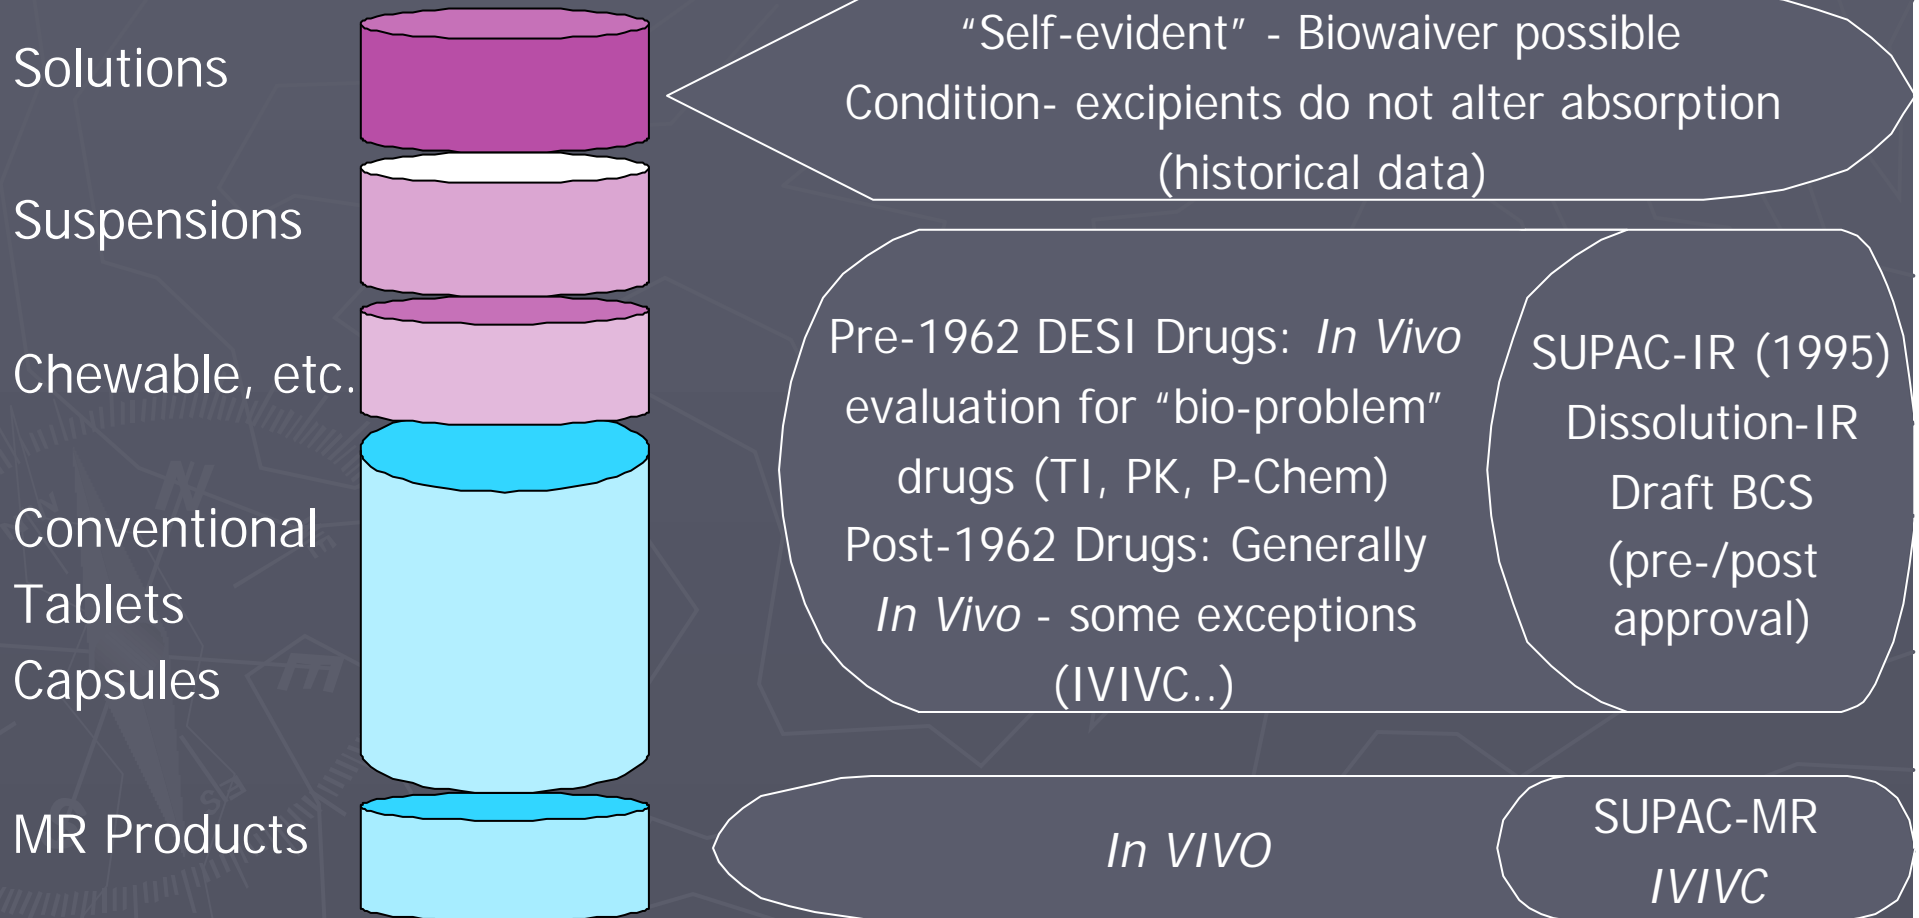 Solutions
"Self-evident" - Biowaiver possible
Condition- excipients do not alter absorption
(historical data)
Suspensions
Chewable, etc.
Conventional
Tablets
Capsules
Pre-1962 DESI Drugs: In Vivo
evaluation for "bio-problem"
drugs (TI, PK, P-Chem)
Post-1962 Drugs: Generally
In Vivo - some exceptions
(IVIVC..)
SUPAC-IR (1995)
Dissolution-IR
Draft BCS
(pre-/post
approval)
MR Products
In VIVO
SUPAC-MR
IVIVC
N
E
SE